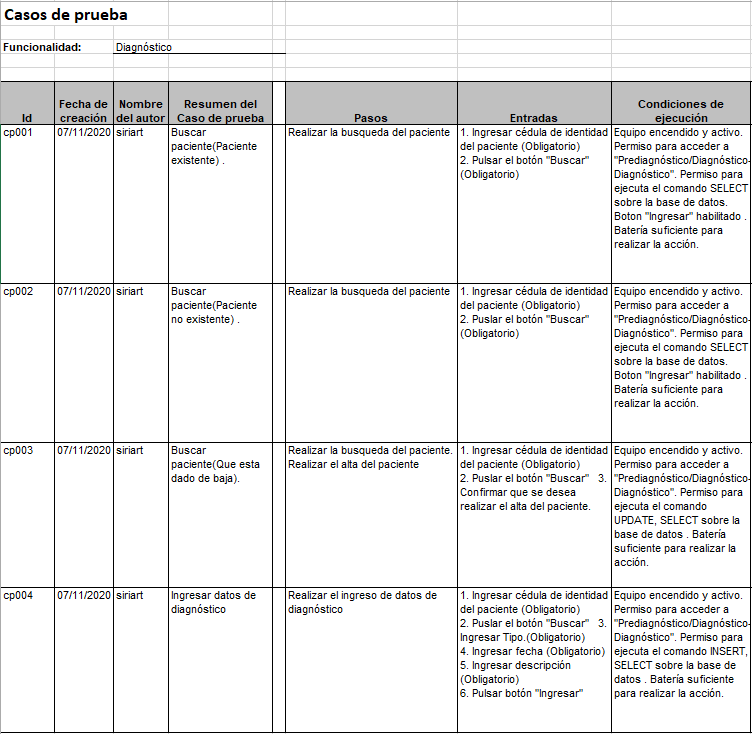 Casos de prueba
Funcionalidad: Diagnóstico
Id
Fecha de
creación
Nombre
del autor
Resumen del
Caso de prueba
Pasos
Entradas
Condiciones de
ejecución
cp001
07/11/2020
siriart
Buscar
paciente(Paciente
existente) .
Realizar la busqueda del paciente
1. Ingresar cédula de identidad
del paciente (Obligatorio)
2. Pulsar el botón "Buscar"
(Obligatorio)
Equipo encendido y activo.
Permiso para acceder a
"Prediagnóstico/Diagnóstico-
Diagnóstico". Permiso para
ejecuta el comando SELECT
sobre la base de datos.
Boton "Ingresar" habilitado .
Batería suficiente para
realizar la acción.
cp002
07/11/2020
siriart
Buscar
paciente(Paciente
no existente) .
Realizar la busqueda del paciente
1. Ingresar cédula de identidad
del paciente (Obligatorio)
2. Puslar el botón "Buscar"
(Obligatorio)
Equipo encendido y activo.
Permiso para acceder a
"Prediagnóstico/Diagnóstico-
Diagnóstico". Permiso para
ejecuta el comando SELECT
sobre la base de datos.
Boton "Ingresar" habilitado .
Batería suficiente para
realizar la acción.
cp003
07/11/2020
siriart
Buscar
paciente(Que esta
dado de baja).
Realizar la busqueda del paciente.
Realizar el alta del paciente
1. Ingresar cédula de identidad
del paciente (Obligatorio)
2. Puslar el botón "Buscar" 3.
Confirmar que se desea
realizar el alta del paciente.
Equipo encendido y activo.
Permiso para acceder a
"Prediagnóstico/Diagnóstico-
Diagnóstico". Permiso para
ejecuta el comando
UPDATE, SELECT sobre la
base de datos . Batería
suficiente para realizar la
acción.
cp004
07/11/2020
siriart
Ingresar datos de
diagnóstico
Realizar el ingreso de datos de
diagnóstico
1. Ingresar cédula de identidad
del paciente (Obligatorio)
2. Puslar el botón "Buscar" 3.
Ingresar Tipo.(Obligatorio)
4. Ingresar fecha (Obligatorio)
5. Ingresar descripción
(Obligatorio)
6. Pulsar botón "Ingresar"
Equipo encendido y activo.
Permiso para acceder a
"Prediagnóstico/Diagnóstico-
Diagnóstico". Permiso para
ejecuta el comando INSERT,
SELECT sobre la base de
datos . Batería suficiente
para realizar la acción.